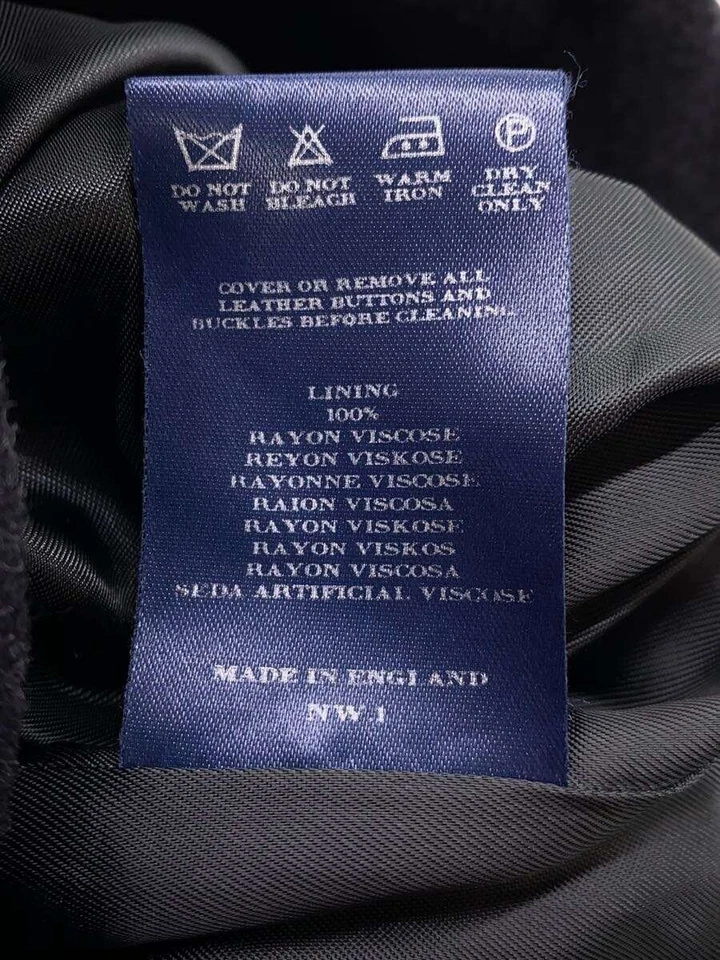 P
DO NOT WASH
DO NOT BLEACH
WARM IRON
DRY CLEAN ONLY
COVER OR REMOVE ALL
LEATHER BUTTONS AND
BUCKLES BEFORE CLEANING
LINING
100%
RAYON VISCOSE
REYON VISKOSE
RAYONNE VISCOSE
RAION VISCOSA
RAYON VISKOSE
RAYON VISKOS
RAYON VISCOSA
SEDA ARTIFICIAL VISCOSE
MADE IN ENGLAND
NW1